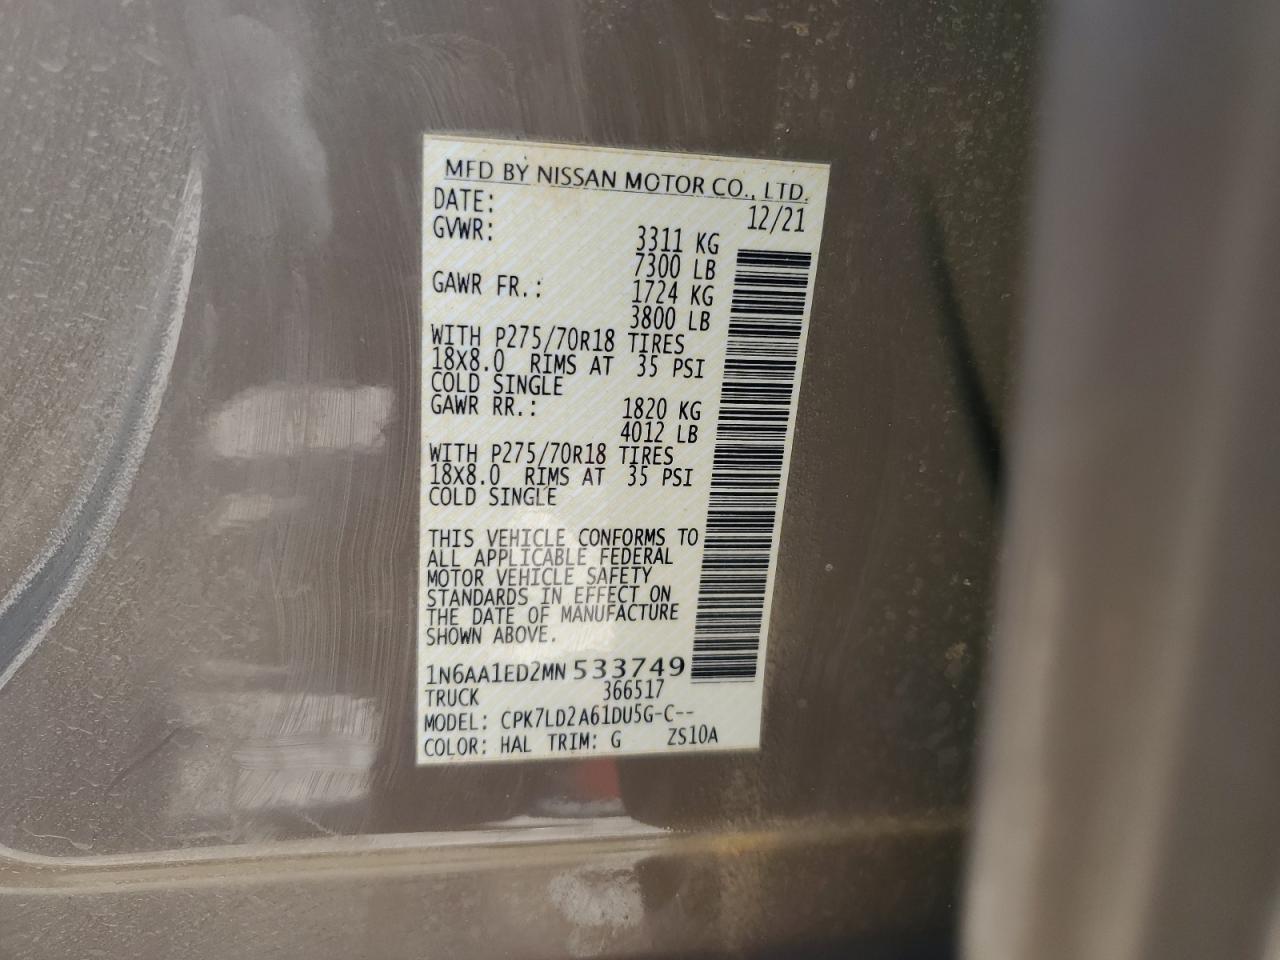 MFD BY NISSAN MOTOR CO., LTD.
DATE: 12/21
GVWR: 3311 KG
7300 LB
GAWR FR.: 1724 KG
3800 LB
WITH P275/70R18 TIRES
18X8.0 RIMS AT 35 PSI
COLD SINGLE
GAWR RR.: 1820 KG
4012 LB
WITH P275/70R18 TIRES
18X8.0 RIMS AT 35 PSI
COLD SINGLE
THIS VEHICLE CONFORMS TO
ALL APPLICABLE FEDERAL
MOTOR VEHICLE SAFETY
STANDARDS IN EFFECT ON
THE DATE OF MANUFACTURE
SHOWN ABOVE.
1N6AA1ED2MN533749
TRUCK 366517
MODEL: CPK7LD2A61DU5G-C--
COLOR: HAL TRIM: G ZS10A